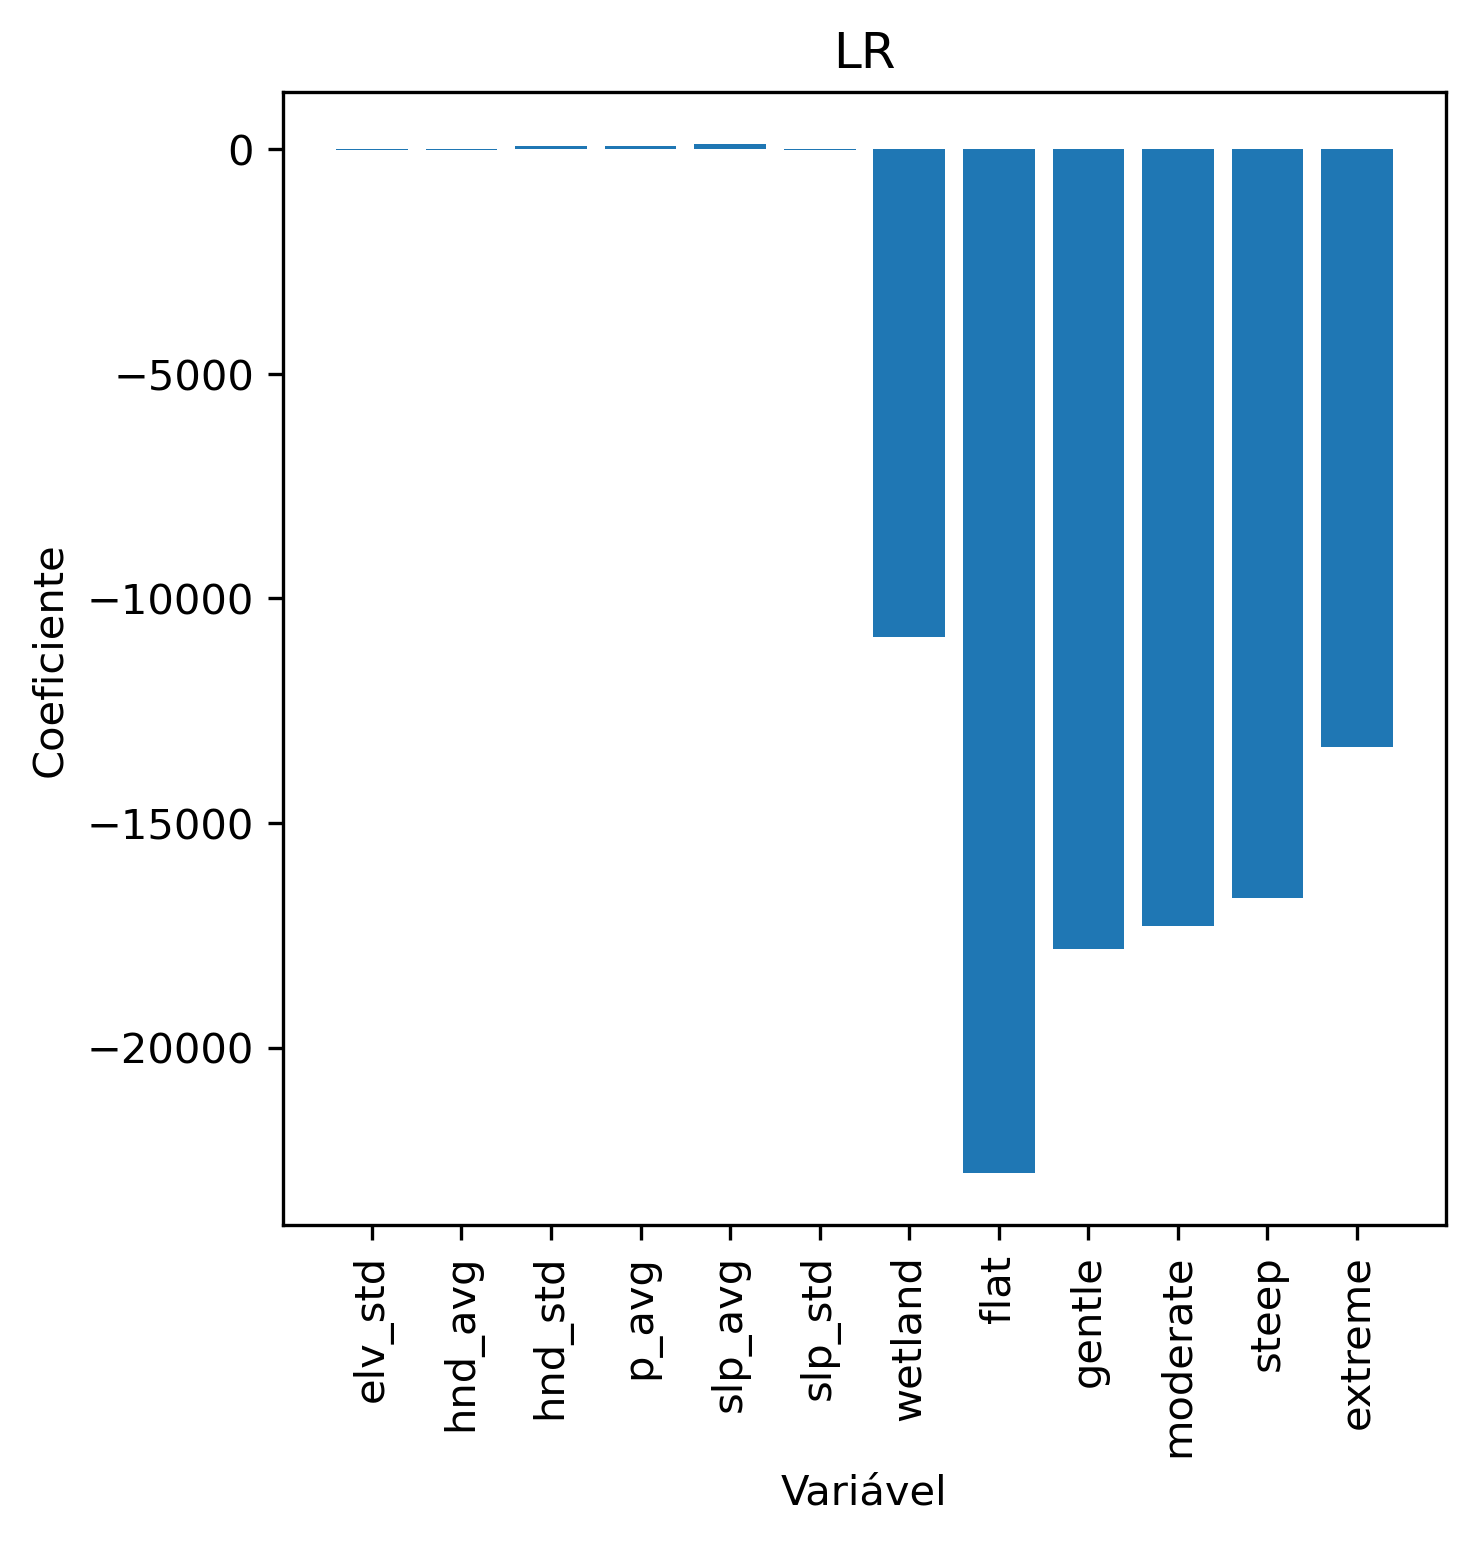 LR
0
−5000
−10000
−15000
−20000
Coeficiente
elv_std
hnd_avg
hnd_std
p_avg
slp_avg
slp_std
wetland
flat
gentle
moderate
steep
extreme
Variável